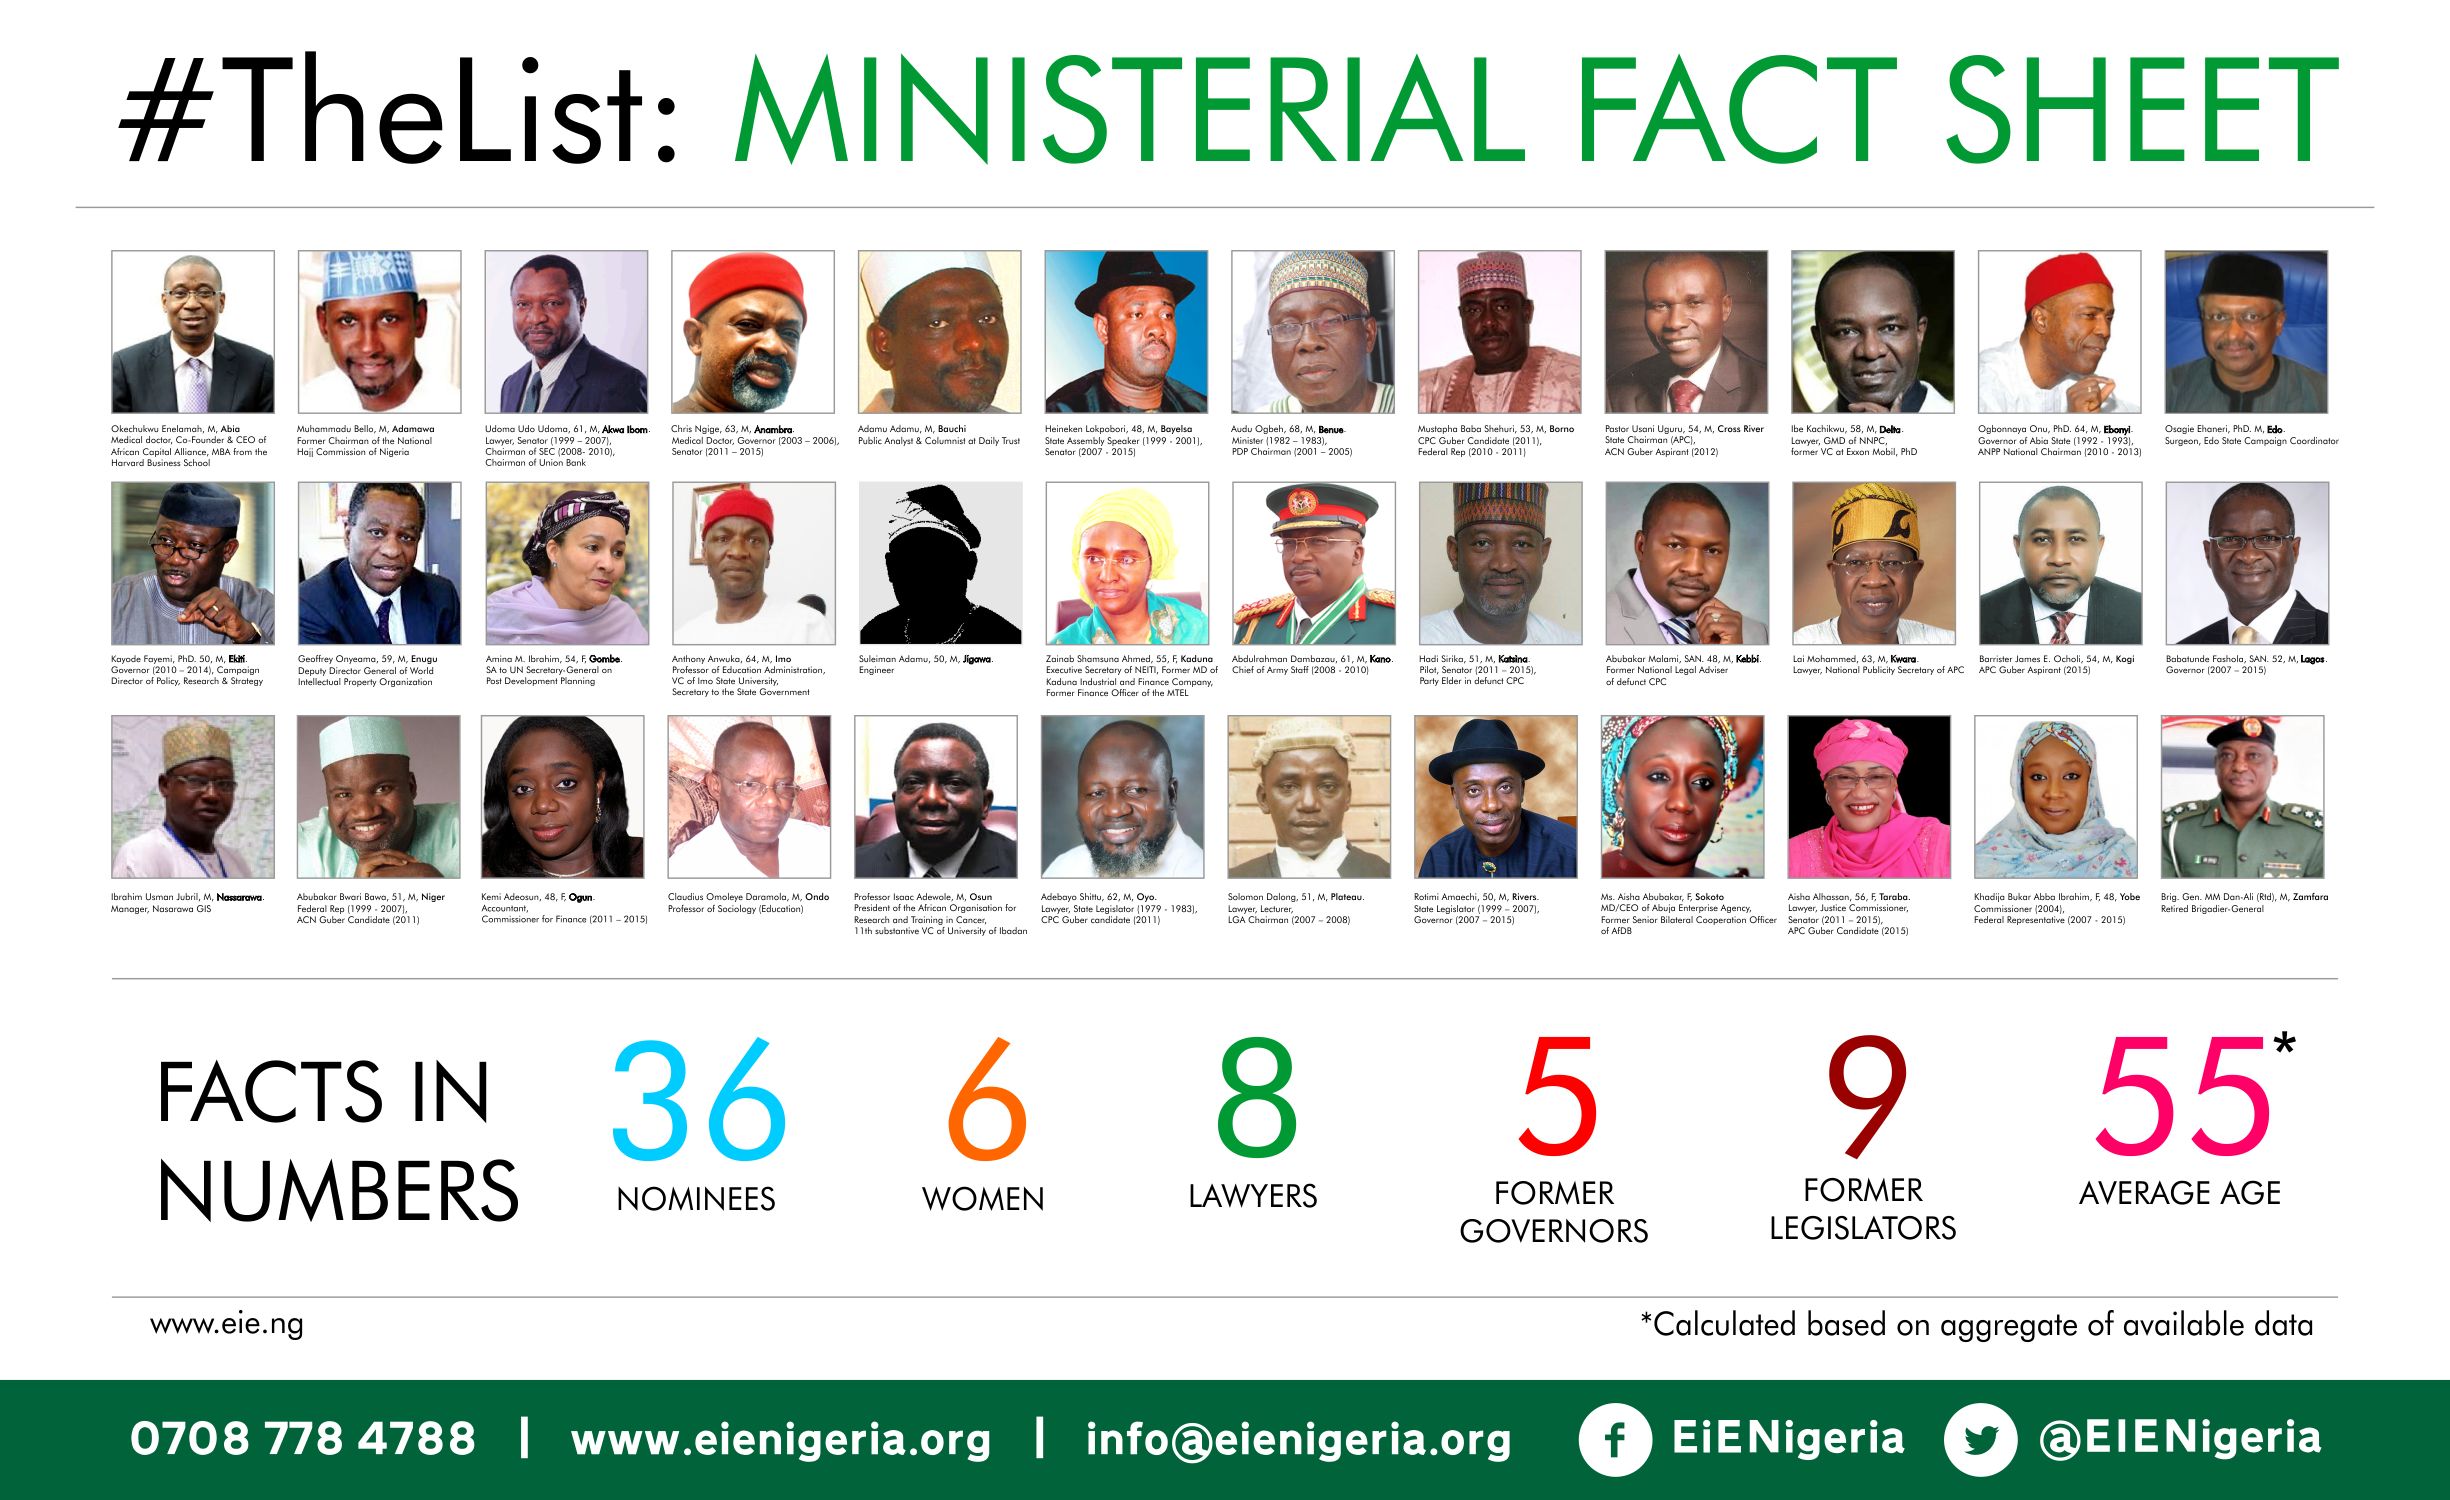 #TheList: MINISTERIAL FACT SHEET
Okechukwu Enelamah, M, Abia
Medical doctor, Co-Founder & CEO of
African Capital Alliance, MBA from the
Harvard Business School
Muhammadu Bello, M, Adamawa
Former Chairman of the National
Hajj Commission of Nigeria
Udoma Udo Udoma, 61, M, Akwa Ibom.
Lawyer, Senator (1999 – 2007),
Chairman of SEC (2008- 2010),
Chairman of Union Bank
Chris Ngige, 63, M, Anambra.
Medical Doctor, Governor (2003 – 2006),
Senator (2011 – 2015)
Adamu Adamu, M, Bauchi
Public Analyst & Columnist at Daily Trust
Heineken Lokpobori, 48, M, Bayelsa
State Assembly Speaker (1999 - 2001),
Senator (2007 - 2015)
Audu Ogbeh, 68, M, Benue.
Minister (1982 – 1983),
PDP Chairman (2001 – 2005)
Mustapha Baba Shehuri, 53, M, Borno
CPC Guber Candidate (2011),
Federal Rep (2010 - 2011)
Pastor Usani Uguru, 54, M, Cross River
State Chairman (APC),
ACN Guber Aspirant (2012)
Ibe Kachikwu, 58, M, Delta.
Lawyer, GMD of NNPC,
former VC at Exxon Mobil, PhD
Ogbonnaya Onu, PhD. 64, M, Ebonyi.
Governor of Abia State (1992 - 1993),
ANPP National Chairman (2010 - 2013)
Osagie Ehaneri, PhD. M, Edo.
Surgeon, Edo State Campaign Coordinator
Kayode Fayemi, PhD. 50, M, Ekiti.
Governor (2010 – 2014), Campaign
Director of Policy, Research & Strategy
Geoffrey Onyeama, 59, M, Enugu
Deputy Director General of World
Intellectual Property Organization
Amina M. Ibrahim, 54, F, Gombe.
SA to UN Secretary-General on
Post Development Planning
Anthony Anwuka, 64, M, Imo
Professor of Education Administration,
VC of Imo State University,
Secretary to the State Government
Suleiman Adamu, 50, M, Jigawa.
Engineer
Zainab Shamsuna Ahmed, 55, F, Kaduna
Executive Secretary of NEITI, Former MD of
Kaduna Industrial and Finance Company,
Former Finance Officer of the MTEL
Abdulrahman Dambazau, 61, M, Kano.
Chief of Army Staff (2008 - 2010)
Hadi Sirika, 51, M, Katsina.
Pilot, Senator (2011 – 2015),
Party Elder in defunct CPC
Abubakar Malami, SAN. 48, M, Kebbi.
Former National Legal Adviser
of defunct CPC
Lai Mohammed, 63, M, Kwara.
Lawyer, National Publicity Secretary of APC
Barrister James E. Ocholi, 54, M, Kogi
APC Guber Aspirant (2015)
Babatunde Fashola, SAN. 52, M, Lagos.
Governor (2007 – 2015)
Ibrahim Usman Jubril, M, Nassarawa.
Manager, Nasarawa GIS
Abubakar Bwari Bawa, 51, M, Niger
Federal Rep (1999 - 2007),
ACN Guber Candidate (2011)
Kemi Adeosun, 48, F, Ogun.
Accountant,
Commissioner for Finance (2011 – 2015)
Claudius Omoleye Daramola, M, Ondo
Professor of Sociology (Education)
Professor Isaac Adewole, M, Osun
President of the African Organisation for
Research and Training in Cancer,
11th substantive VC of University of Ibadan
Adebayo Shittu, 62, M, Oyo.
Lawyer, State Legislator (1979 - 1983),
CPC Guber candidate (2011)
Solomon Dalong, 51, M, Plateau.
Lawyer, Lecturer,
LGA Chairman (2007 – 2008)
Rotimi Amaechi, 50, M, Rivers.
State Legislator (1999 – 2007),
Governor (2007 – 2015)
Ms. Aisha Abubakar, F, Sokoto
MD/CEO of Abuja Enterprise Agency,
Former Senior Bilateral Cooperation Officer
of AfDB
Aisha Alhassan, 56, F, Taraba.
Lawyer, Justice Commissioner,
Senator (2011 – 2015),
APC Guber Candidate (2015)
Khadija Bukar Abba Ibrahim, F, 48, Yobe
Commissioner (2004),
Federal Representative (2007 - 2015)
Brig. Gen. MM Dan-Ali (Rtd), M, Zamfara
Retired Brigadier-General
FACTS IN
NUMBERS
36
NOMINEES
6
WOMEN
8
LAWYERS
5
FORMER
GOVERNORS
9
FORMER
LEGISLATORS
55*
AVERAGE AGE
www.eie.ng
*Calculated based on aggregate of available data
0708 778 4788 | www.eienigeria.org | info@eienigeria.org EiENigeria @EIENigeria